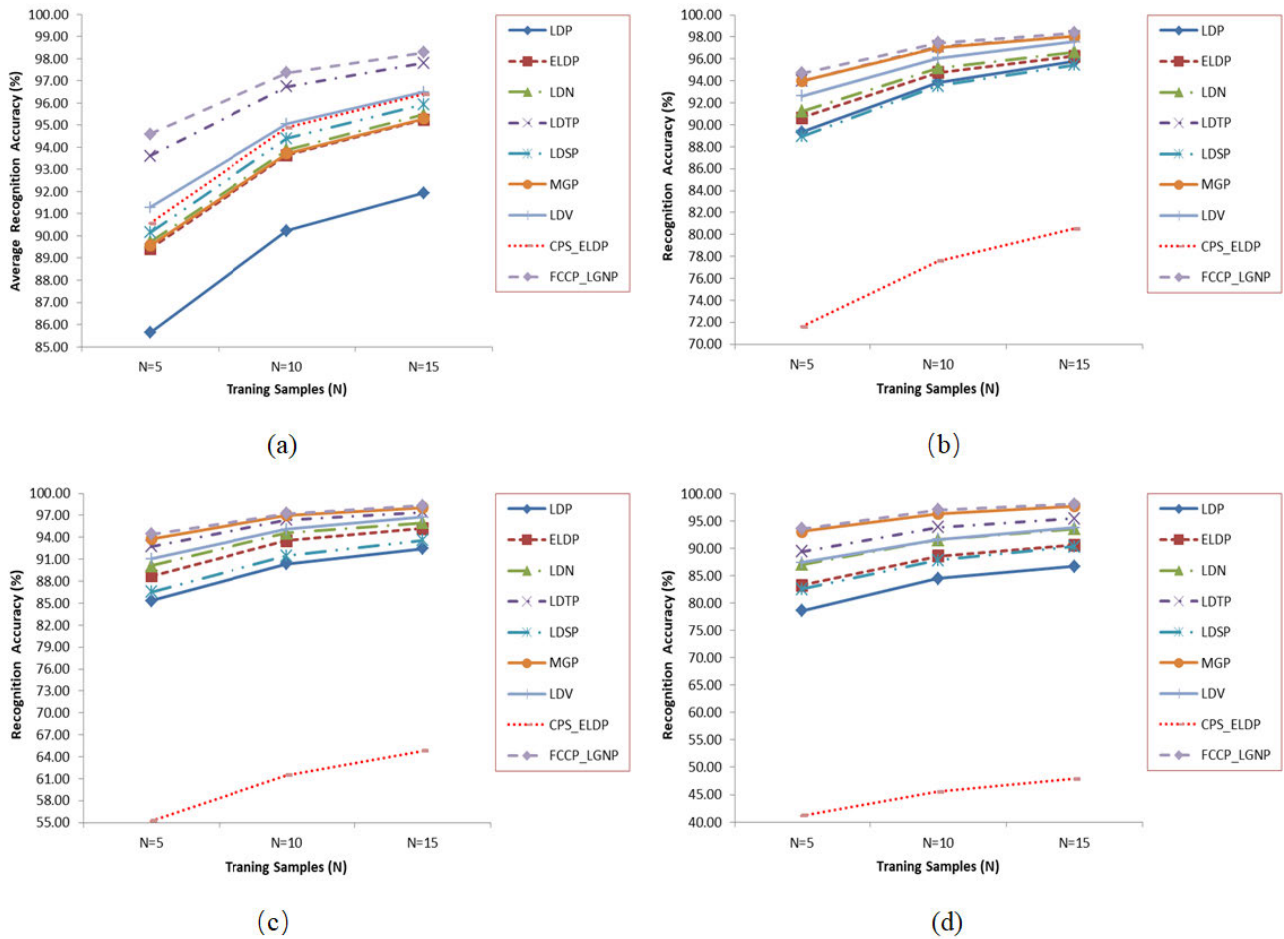 100.00
99.00
98.00
97.00
96.00
95.00
94.00
93.00
92.00
91.00
90.00
89.00
88.00
87.00
86.00
85.00
Average Recognition Accuracy (%)
N=5 N=10 N=15
Traning Samples (N)
LDP
ELDP
LDN
LDTP
LDSP
MGP
LDV
CPS_ELDP
FCCP_LGNP
(a)
100.00
98.00
96.00
94.00
92.00
90.00
88.00
86.00
84.00
82.00
80.00
78.00
76.00
74.00
72.00
70.00
Recognition Accuracy (%)
N=5 N=10 N=15
Traning Samples (N)
LDP
ELDP
LDN
LDTP
LDSP
MGP
LDV
CPS_ELDP
FCCP_LGNP
(b)
100.00
97.00
94.00
91.00
88.00
85.00
82.00
79.00
76.00
73.00
70.00
67.00
64.00
61.00
58.00
55.00
Recognition Accuracy (%)
N=5 N=10 N=15
Traning Samples (N)
LDP
ELDP
LDN
LDTP
LDSP
MGP
LDV
CPS_ELDP
FCCP_LGNP
(c)
100.00
95.00
90.00
85.00
80.00
75.00
70.00
65.00
60.00
55.00
50.00
45.00
40.00
Recognition Accuracy (%)
N=5 N=10 N=15
Traning Samples (N)
LDP
ELDP
LDN
LDTP
LDSP
MGP
LDV
CPS_ELDP
FCCP_LGNP
(d)